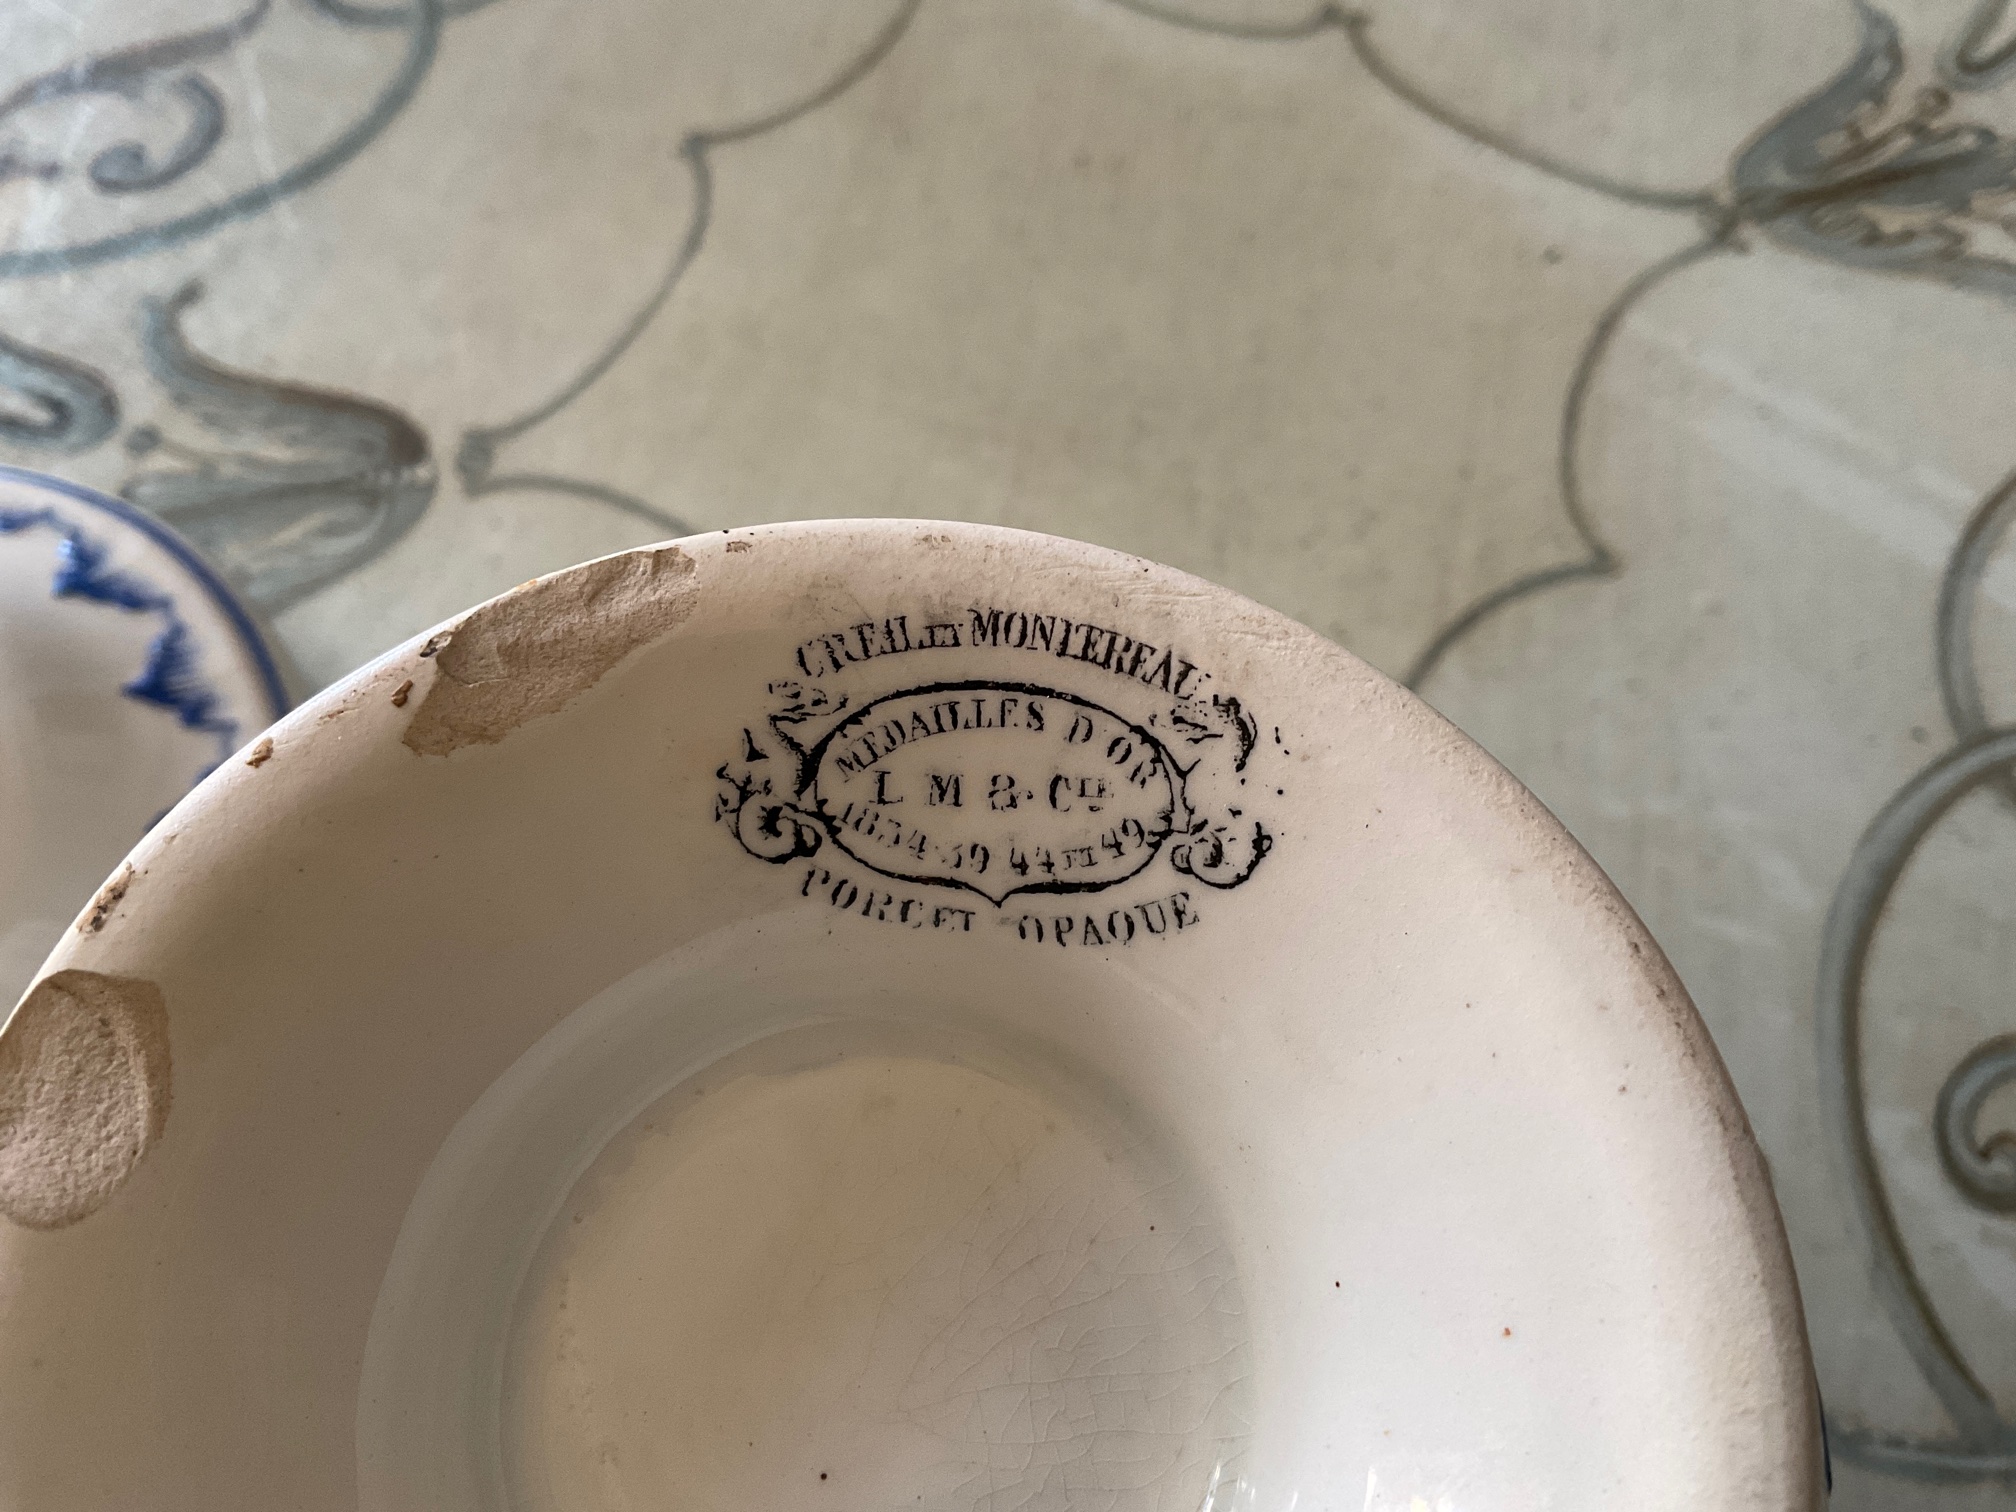 CREIL ET MONTEREAU
MEDAILLES D'OR
L M & CIE
1834·39 44 ET 49
PORCEL OPAQUE